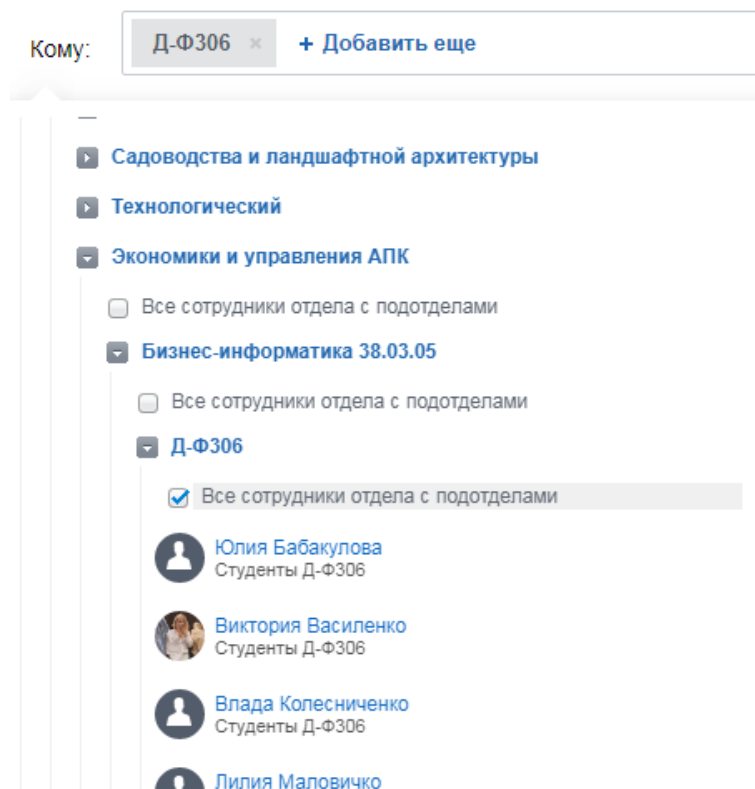 Кому: Д-Ф306 × + Добавить еще
Садоводства и ландшафтной архитектуры
Технологический
Экономики и управления АПК
Все сотрудники отдела с подотделами
Бизнес-информатика 38.03.05
Все сотрудники отдела с подотделами
Д-Ф306
Все сотрудники отдела с подотделами
Юлия Бабакулова
Студенты Д-Ф306
Виктория Василенко
Студенты Д-Ф306
Влада Колесниченко
Студенты Д-Ф306
Лилия Маловичко